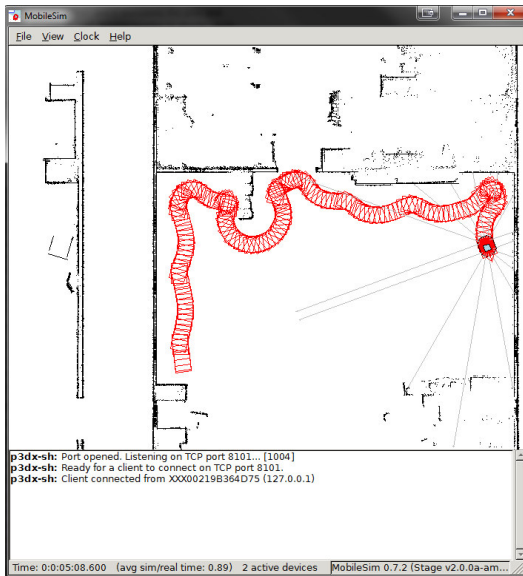 MobileSim
File View Clock Help
p3dx-sh: Port opened. Listening on TCP port 8101... [1004]
p3dx-sh: Ready for a client to connect on TCP port 8101.
p3dx-sh: Client connected from XXX00219B364D75 (127.0.0.1)
Time: 0:0:05:08.600 (avg sim/real time: 0.89) 2 active devices MobileSim 0.7.2 (Stage v2.0.0a-am...